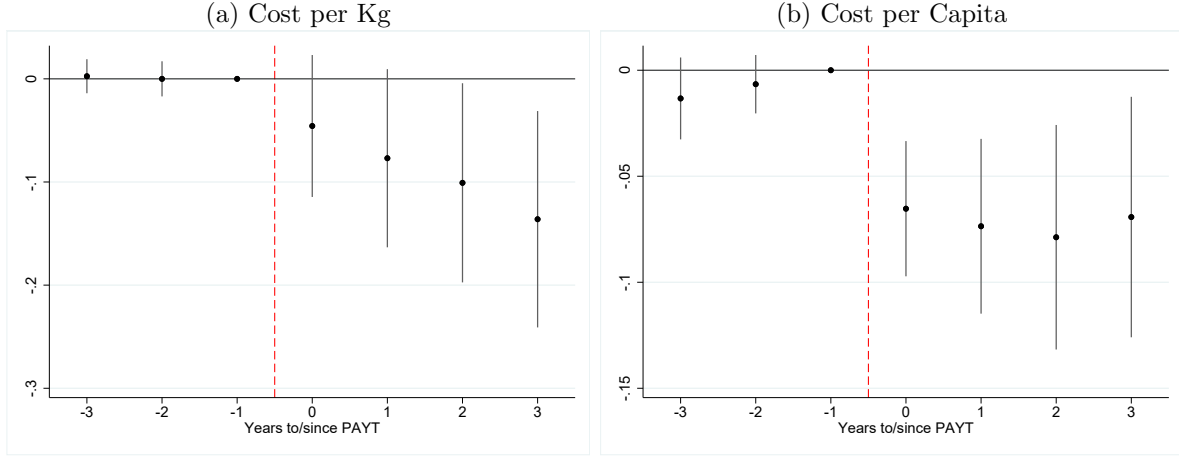 (a) Cost per Kg
0
-.1
-.2
-.3
-3 -2 -1 0 1 2 3
Years to/since PAYT
(b) Cost per Capita
0
-.05
-.1
-.15
-3 -2 -1 0 1 2 3
Years to/since PAYT